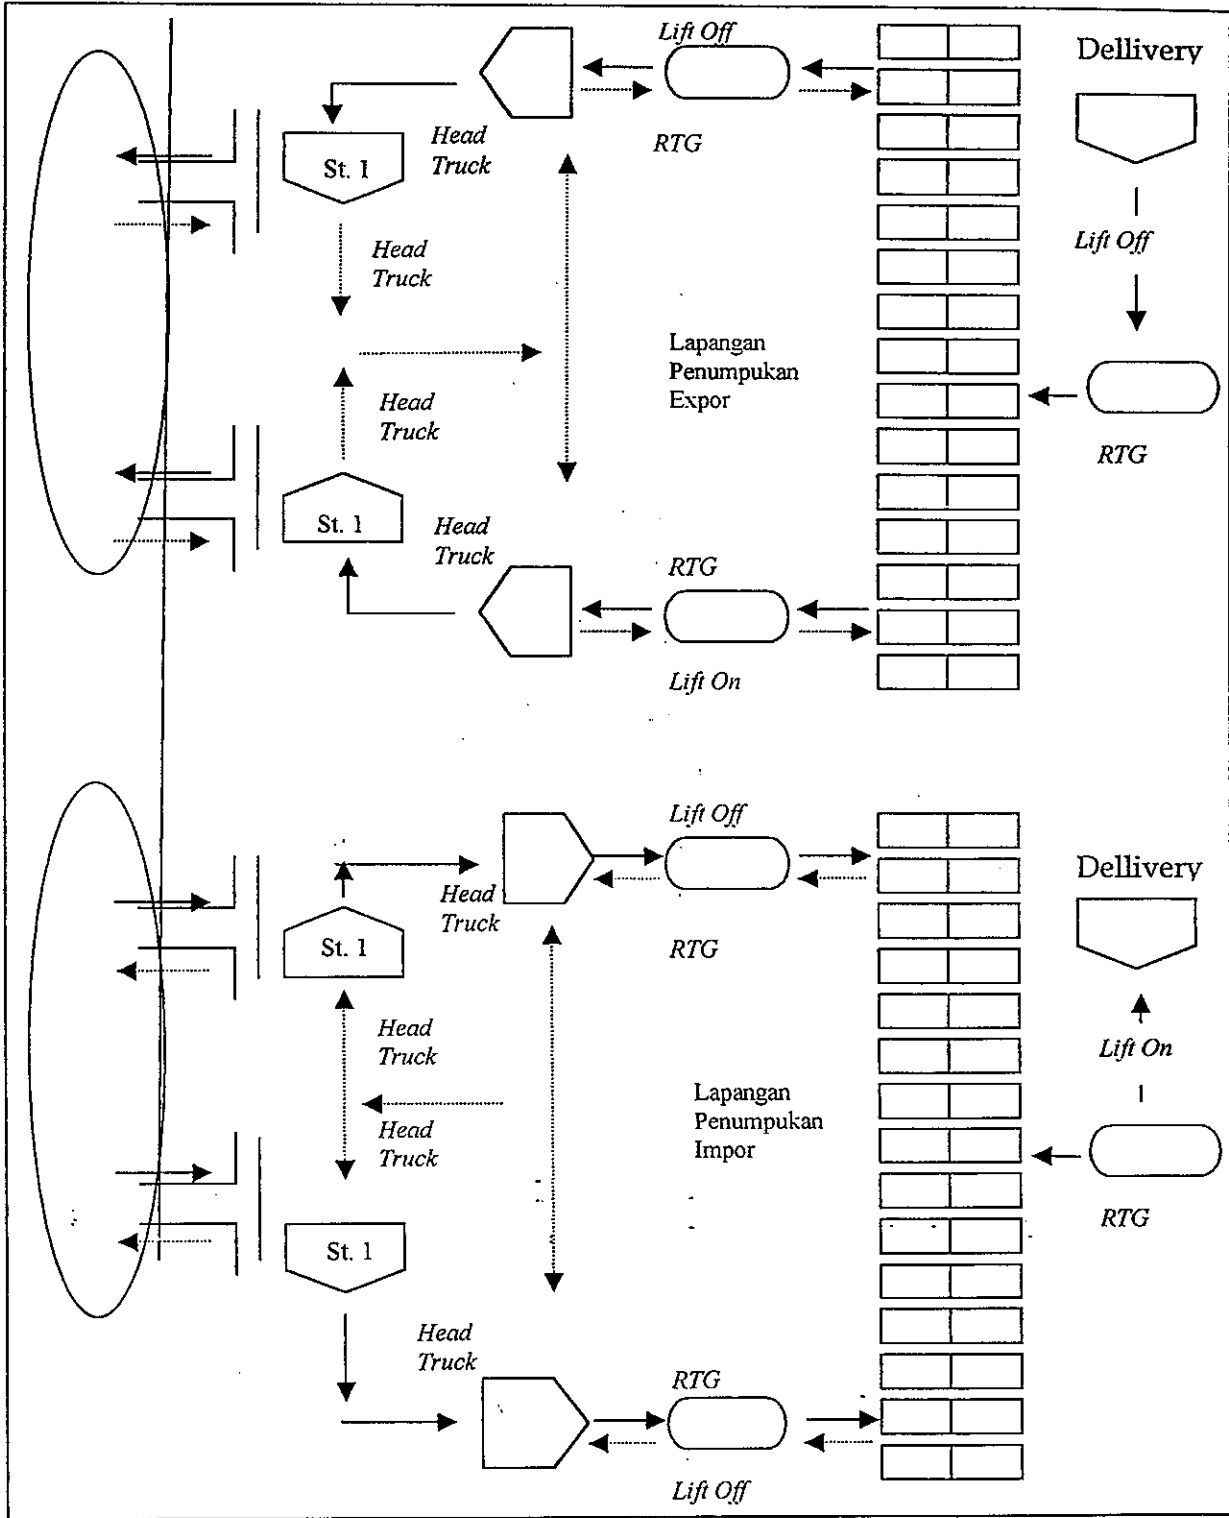 Lift Off
Dellivery
Head
Truck
RTG
St. 1
Head
Truck
Lift Off
Lapangan
Penumpukan
Expor
Head
Truck
RTG
St. 1
Head
Truck
RTG
Lift On
Lift Off
Dellivery
Head
Truck
St. 1
RTG
Head
Truck
Lift On
Lapangan
Penumpukan
Impor
Head
Truck
RTG
St. 1
Head
Truck
RTG
Lift Off